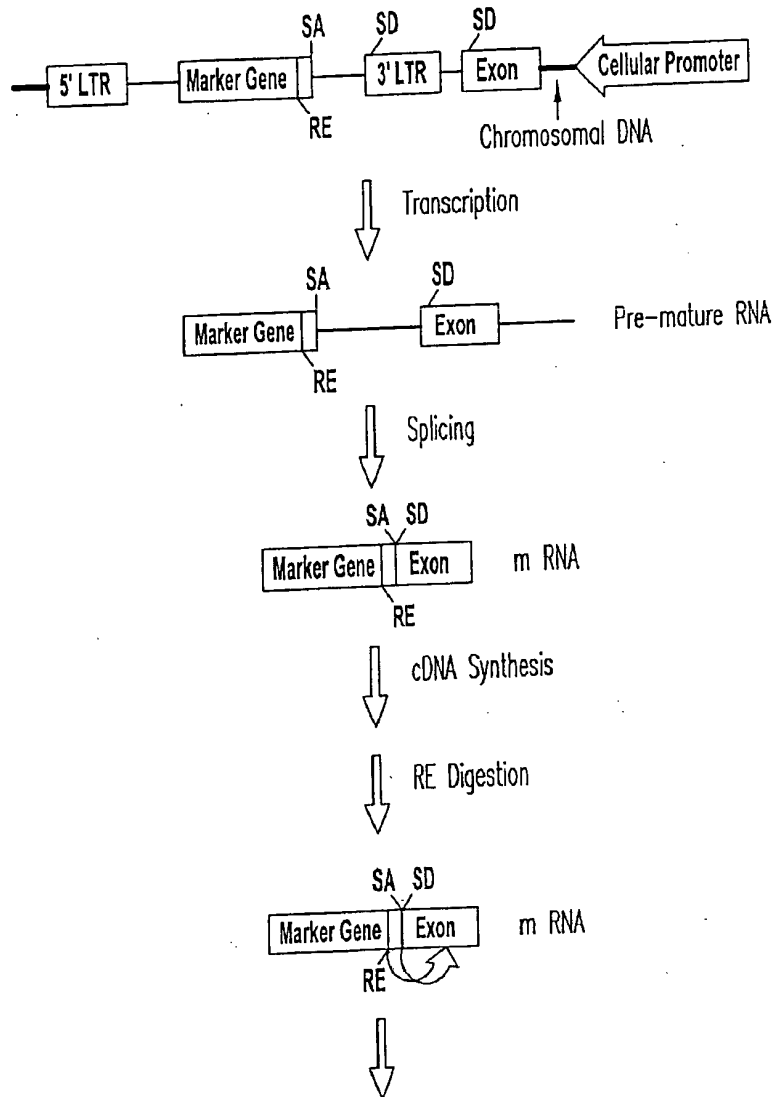 SA SD SD
5' LTR Marker Gene 3' LTR Exon Cellular Promoter
RE
Chromosomal DNA
Transcription
SA SD
Marker Gene Exon Pre-mature RNA
RE
Splicing
SA SD
Marker Gene Exon m RNA
RE
cDNA Synthesis
RE Digestion
SA SD
Marker Gene Exon m RNA
RE